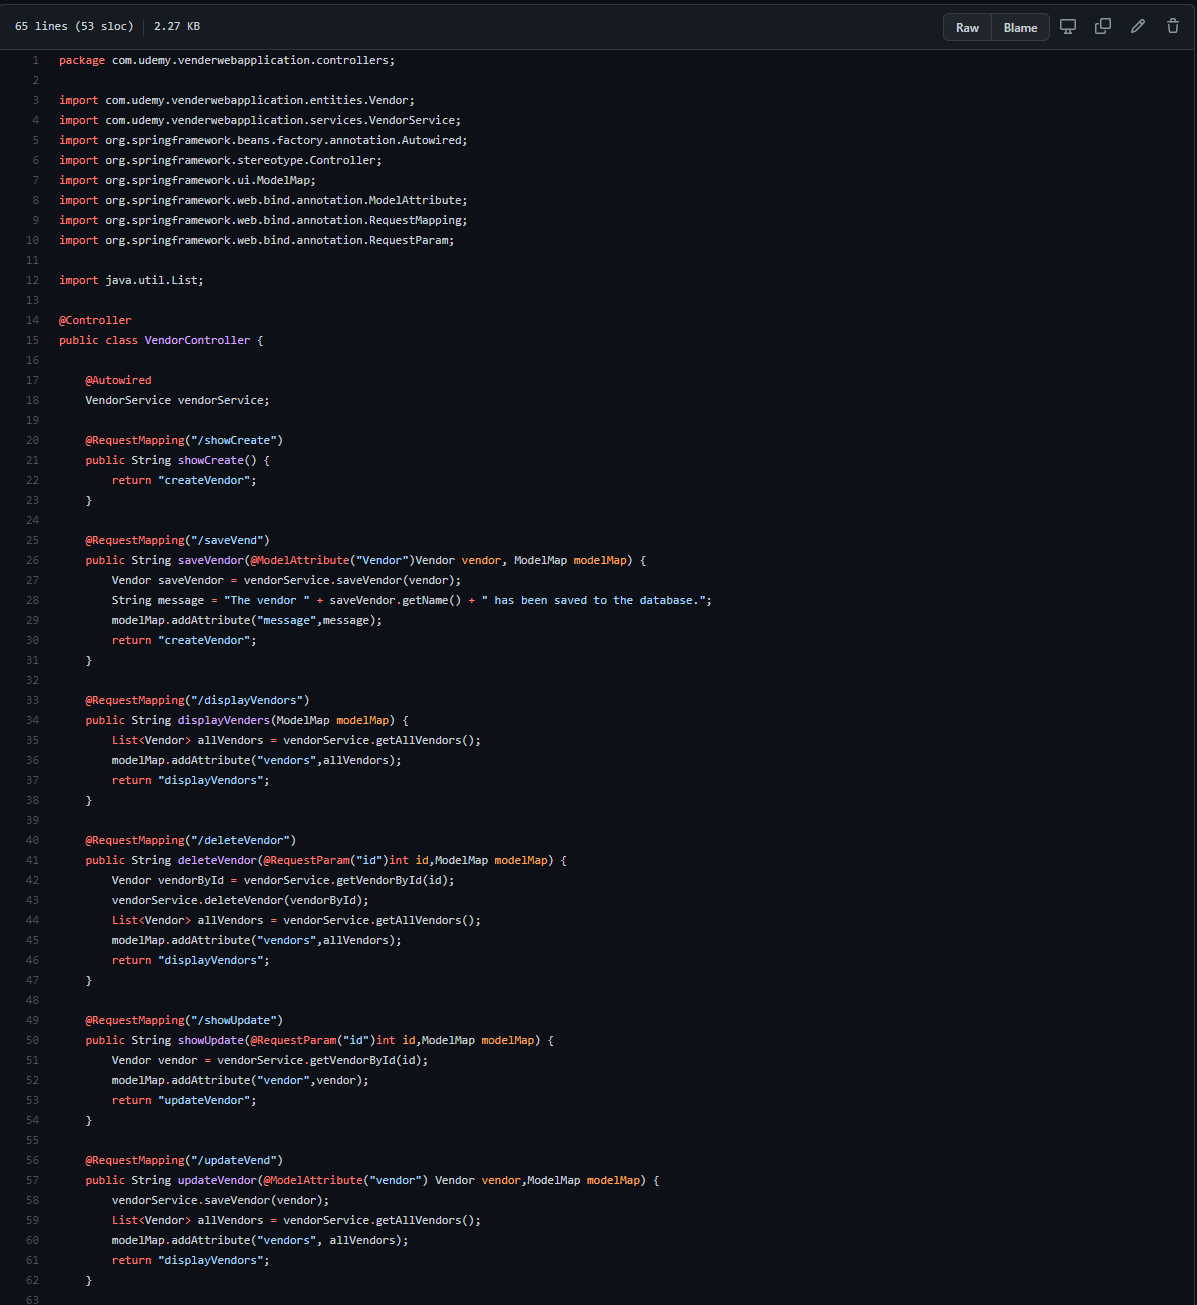 65 lines (53 sloc) 2.27 KB Raw Blame
1 package com.udemy.venderwebapplication.controllers;
2
3 import com.udemy.venderwebapplication.entities.Vendor;
4 import com.udemy.venderwebapplication.services.VendorService;
5 import org.springframework.beans.factory.annotation.Autowired;
6 import org.springframework.stereotype.Controller;
7 import org.springframework.ui.ModelMap;
8 import org.springframework.web.bind.annotation.ModelAttribute;
9 import org.springframework.web.bind.annotation.RequestMapping;
10 import org.springframework.web.bind.annotation.RequestParam;
11
12 import java.util.List;
13
14 @Controller
15 public class VendorController {
16
17     @Autowired
18     VendorService vendorService;
19
20     @RequestMapping("/showCreate")
21     public String showCreate() {
22         return "createVendor";
23     }
24
25     @RequestMapping("/saveVend")
26     public String saveVendor(@ModelAttribute("Vendor")Vendor vendor, ModelMap modelMap) {
27         Vendor saveVendor = vendorService.saveVendor(vendor);
28         String message = "The vendor " + saveVendor.getName() + " has been saved to the database.";
29         modelMap.addAttribute("message",message);
30         return "createVendor";
31     }
32
33     @RequestMapping("/displayVendors")
34     public String displayVenders(ModelMap modelMap) {
35         List<Vendor> allVendors = vendorService.getAllVendors();
36         modelMap.addAttribute("vendors",allVendors);
37         return "displayVendors";
38     }
39
40     @RequestMapping("/deleteVendor")
41     public String deleteVendor(@RequestParam("id")int id,ModelMap modelMap) {
42         Vendor vendorById = vendorService.getVendorById(id);
43         vendorService.deleteVendor(vendorById);
44         List<Vendor> allVendors = vendorService.getAllVendors();
45         modelMap.addAttribute("vendors",allVendors);
46         return "displayVendors";
47     }
48
49     @RequestMapping("/showUpdate")
50     public String showUpdate(@RequestParam("id")int id,ModelMap modelMap) {
51         Vendor vendor = vendorService.getVendorById(id);
52         modelMap.addAttribute("vendor",vendor);
53         return "updateVendor";
54     }
55
56     @RequestMapping("/updateVend")
57     public String updateVendor(@ModelAttribute("vendor") Vendor vendor,ModelMap modelMap) {
58         vendorService.saveVendor(vendor);
59         List<Vendor> allVendors = vendorService.getAllVendors();
60         modelMap.addAttribute("vendors", allVendors);
61         return "displayVendors";
62     }
63